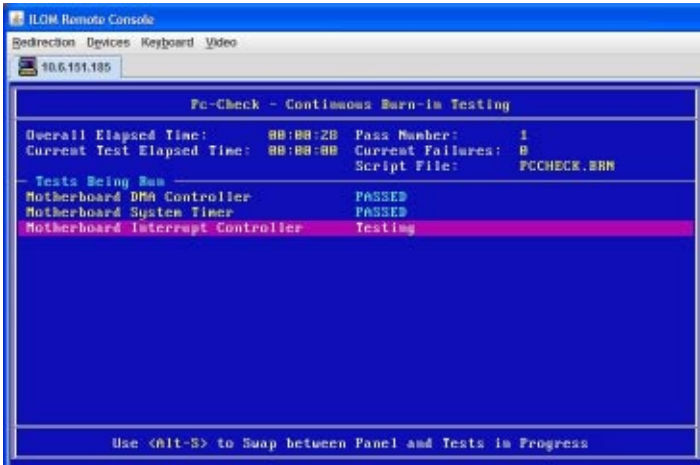 ILOM Remote Console
Redirection Devices Keyboard Video
10.6.151.185
Pc-Check - Continuous Burn-in Testing
Overall Elapsed Time: 00:00:28 Pass Number: 1
Current Test Elapsed Time: 00:00:00 Current Failures: 0
Script File: PCCHECK.BRN
Tests Being Run
Motherboard DMA Controller PASSED
Motherboard System Timer PASSED
Motherboard Interrupt Controller Testing
Use <Alt-S> to Swap between Panel and Tests in Progress